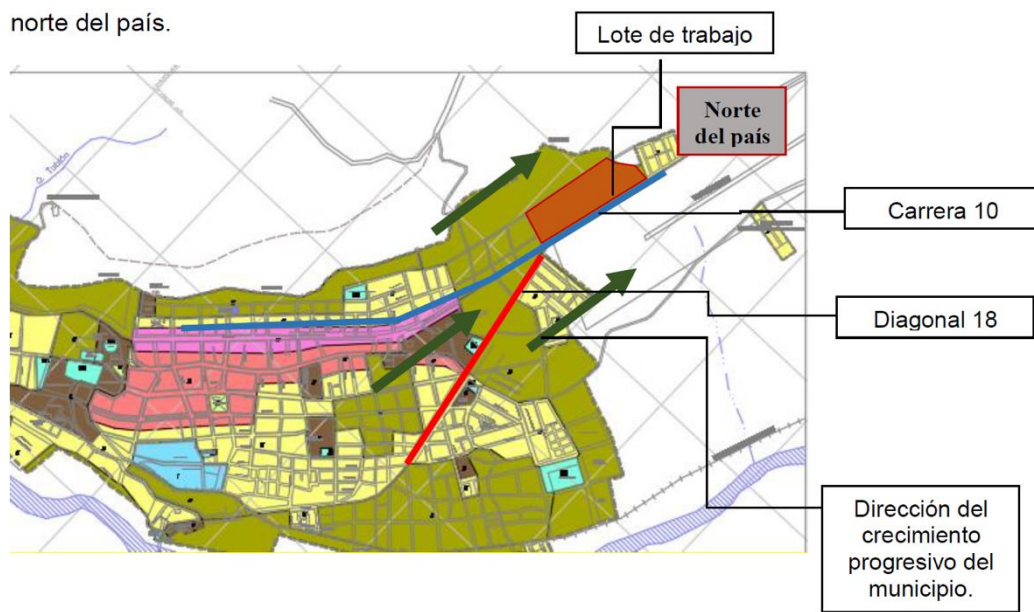 norte del país.
Lote de trabajo
Norte
del país
Q. Tablón
Carrera 10
Diagonal 18
Dirección del
crecimiento
progresivo del
municipio.